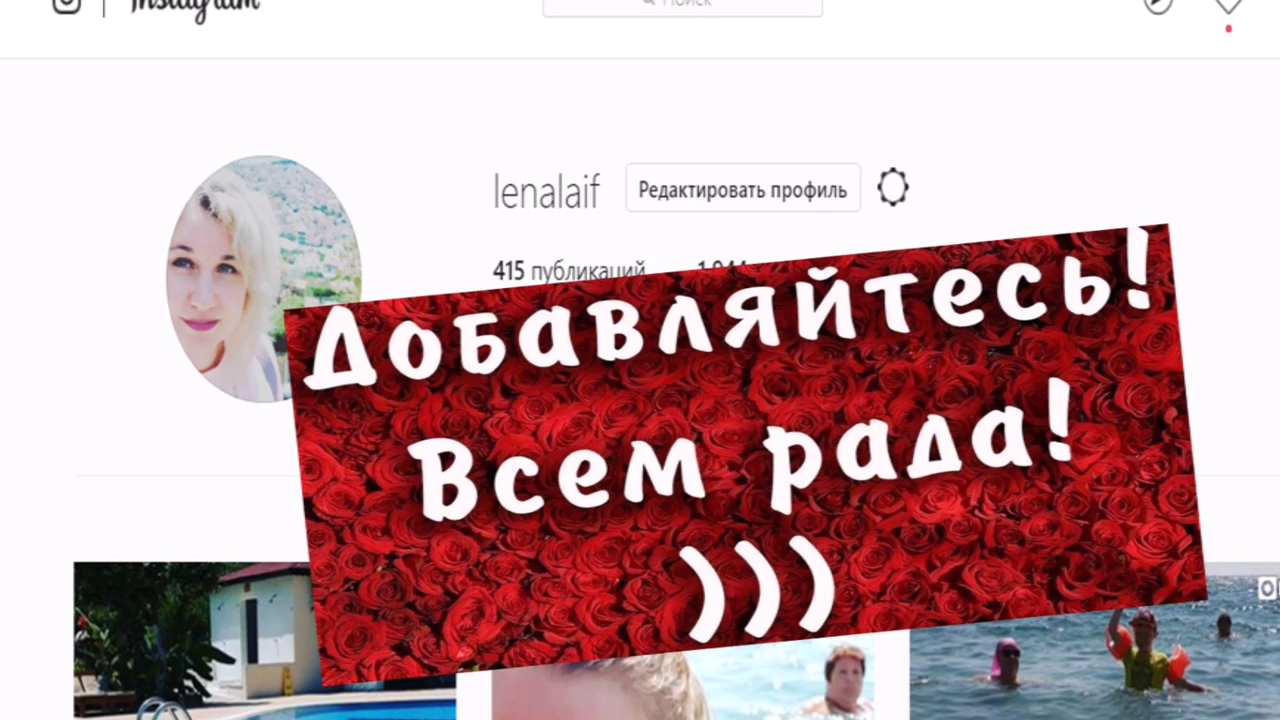 Instagram
Поиск
lenalaif
Редактировать профиль
415 публикаций
Добавляйтесь!
Всем рада!
)))